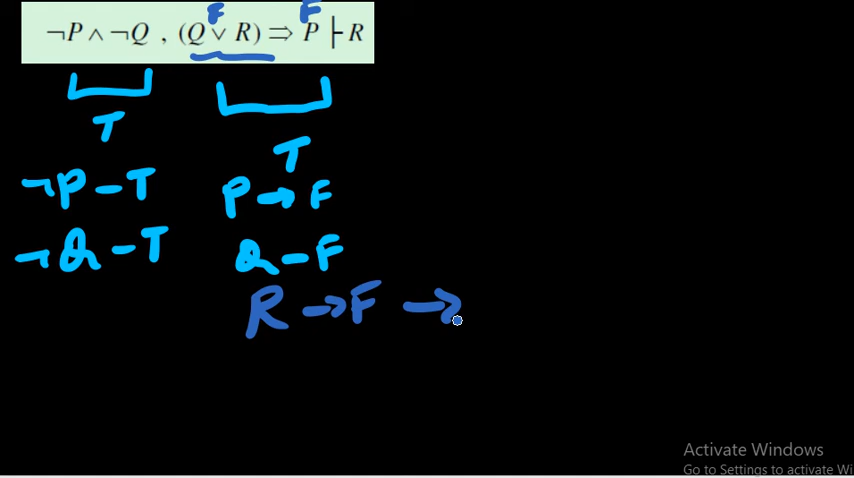 F F
¬P ∧ ¬Q , (Q ∨ R) ⇒ P ⊢ R
T T
¬P – T P → F
¬Q – T Q – F
R → F →
Activate Windows
Go to Settings to activate Wi